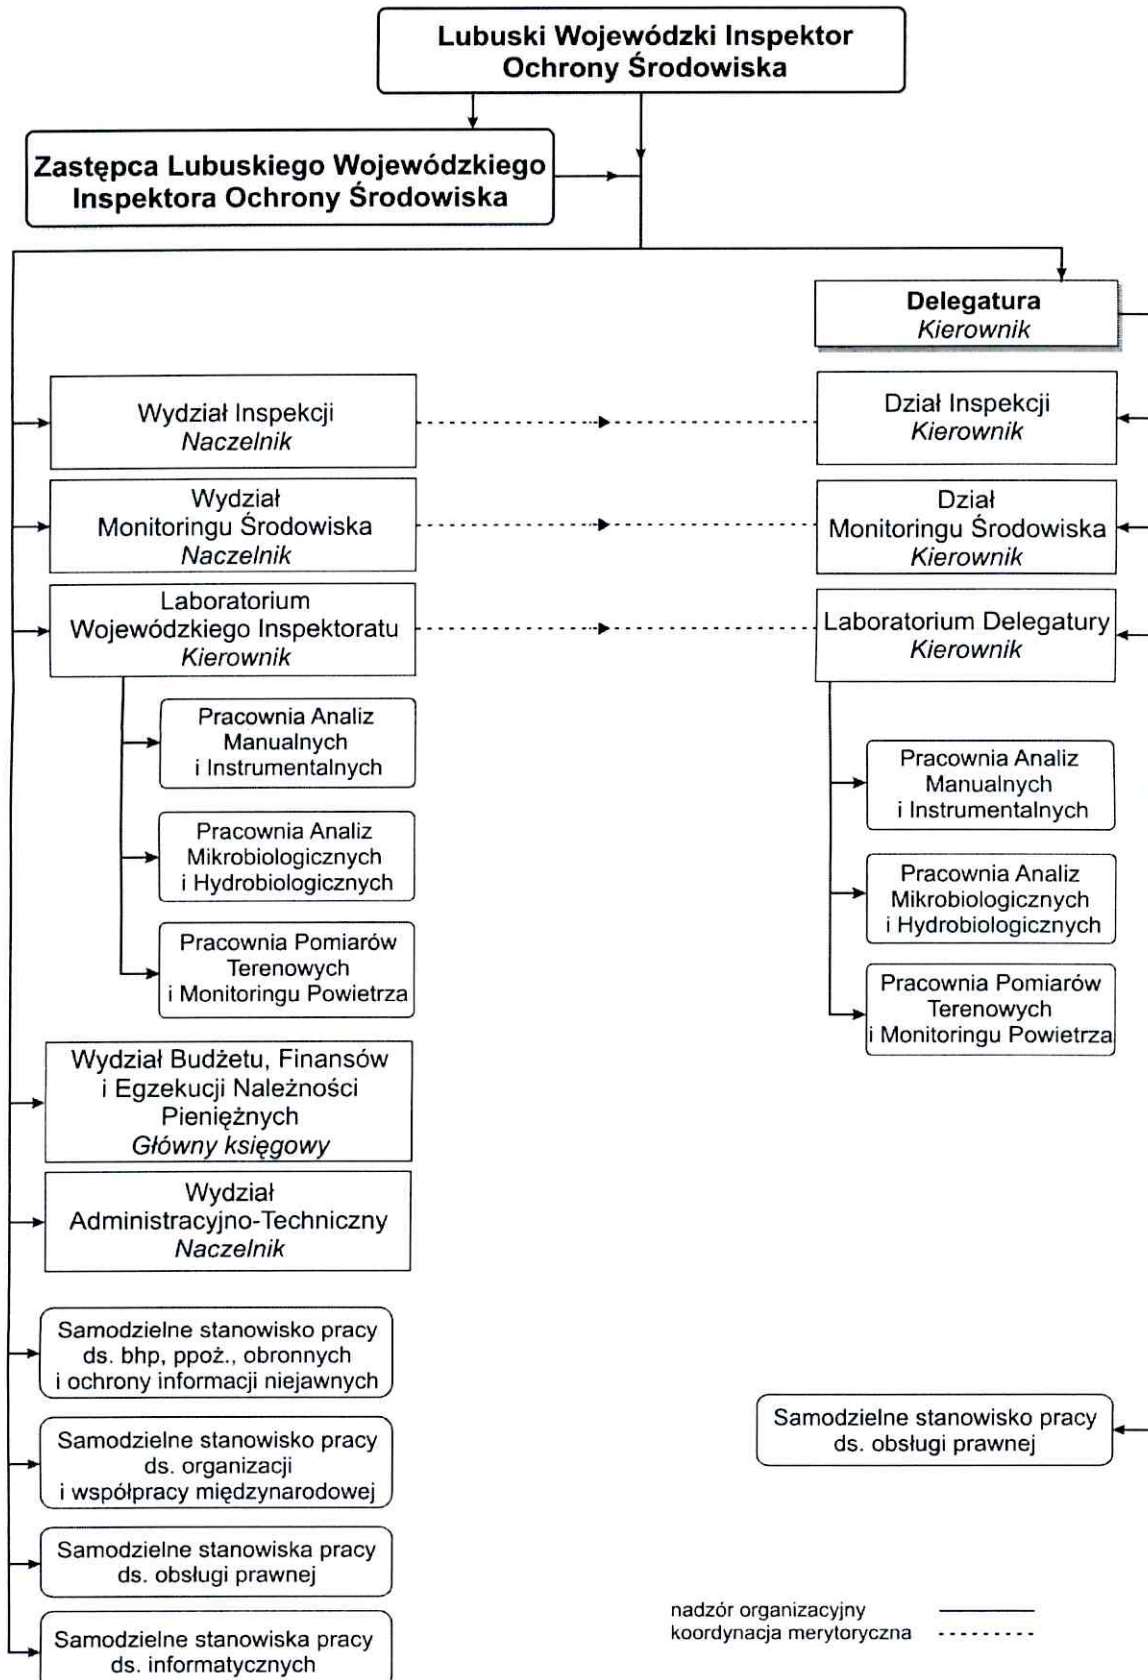 Lubuski Wojewódzki Inspektor
Ochrony Środowiska
Zastępca Lubuskiego Wojewódzkiego
Inspektora Ochrony Środowiska
Delegatura
Kierownik
Wydział Inspekcji
Naczelnik
Dział Inspekcji
Kierownik
Wydział
Monitoringu Środowiska
Naczelnik
Dział
Monitoringu Środowiska
Kierownik
Laboratorium
Wojewódzkiego Inspektoratu
Kierownik
Laboratorium Delegatury
Kierownik
Pracownia Analiz
Manualnych
i Instrumentalnych
Pracownia Analiz
Mikrobiologicznych
i Hydrobiologicznych
Pracownia Pomiarów
Terenowych
i Monitoringu Powietrza
Pracownia Analiz
Manualnych
i Instrumentalnych
Pracownia Analiz
Mikrobiologicznych
i Hydrobiologicznych
Pracownia Pomiarów
Terenowych
i Monitoringu Powietrza
Wydział Budżetu, Finansów
i Egzekucji Należności
Pieniężnych
Główny księgowy
Wydział
Administracyjno-Techniczny
Naczelnik
Samodzielne stanowisko pracy
ds. bhp, ppoż., obronnych
i ochrony informacji niejawnych
Samodzielne stanowisko pracy
ds. organizacji
i współpracy międzynarodowej
Samodzielne stanowiska pracy
ds. obsługi prawnej
Samodzielne stanowiska pracy
ds. informatycznych
Samodzielne stanowisko pracy
ds. obsługi prawnej
nadzór organizacyjny
koordynacja merytoryczna